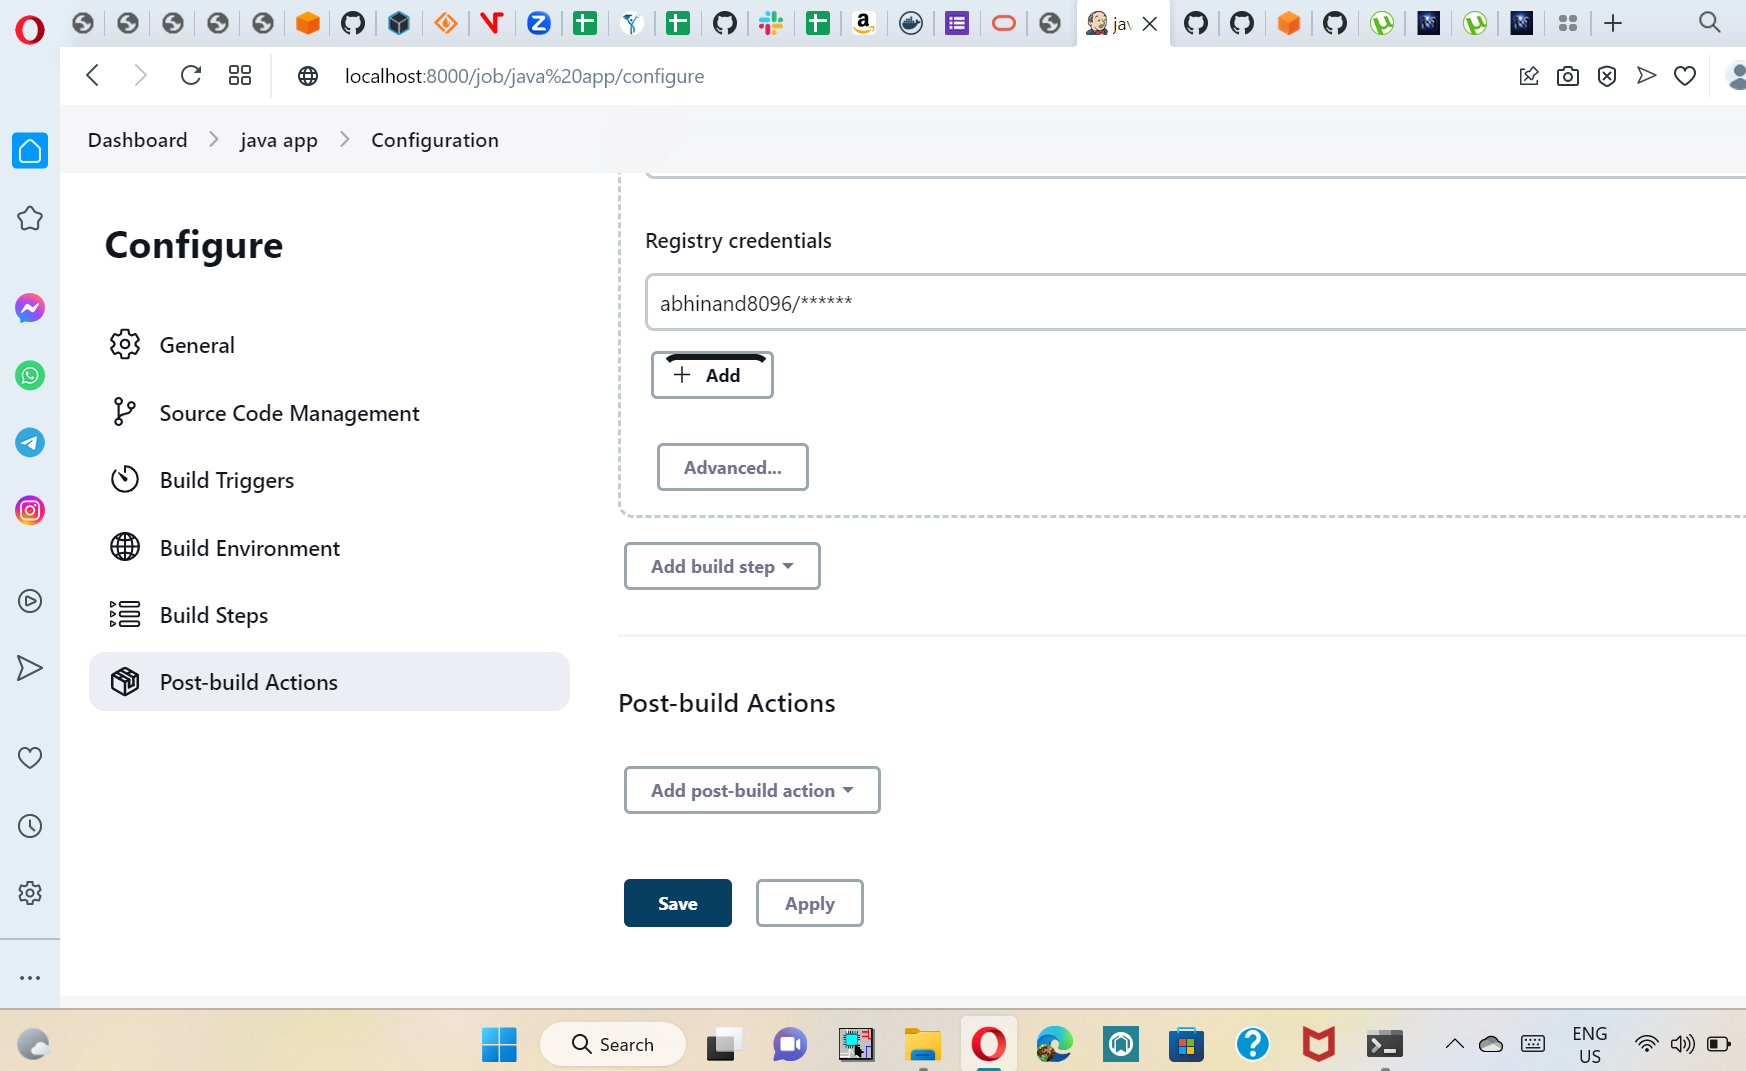 jav
localhost:8000/job/java%20app/configure
Dashboard
java app
Configuration
Configure
General
Source Code Management
Build Triggers
Build Environment
Build Steps
Post-build Actions
Registry credentials
abhinand8096/******
Add
Advanced...
Add build step
Post-build Actions
Add post-build action
Save
Apply
Search
ENG
US